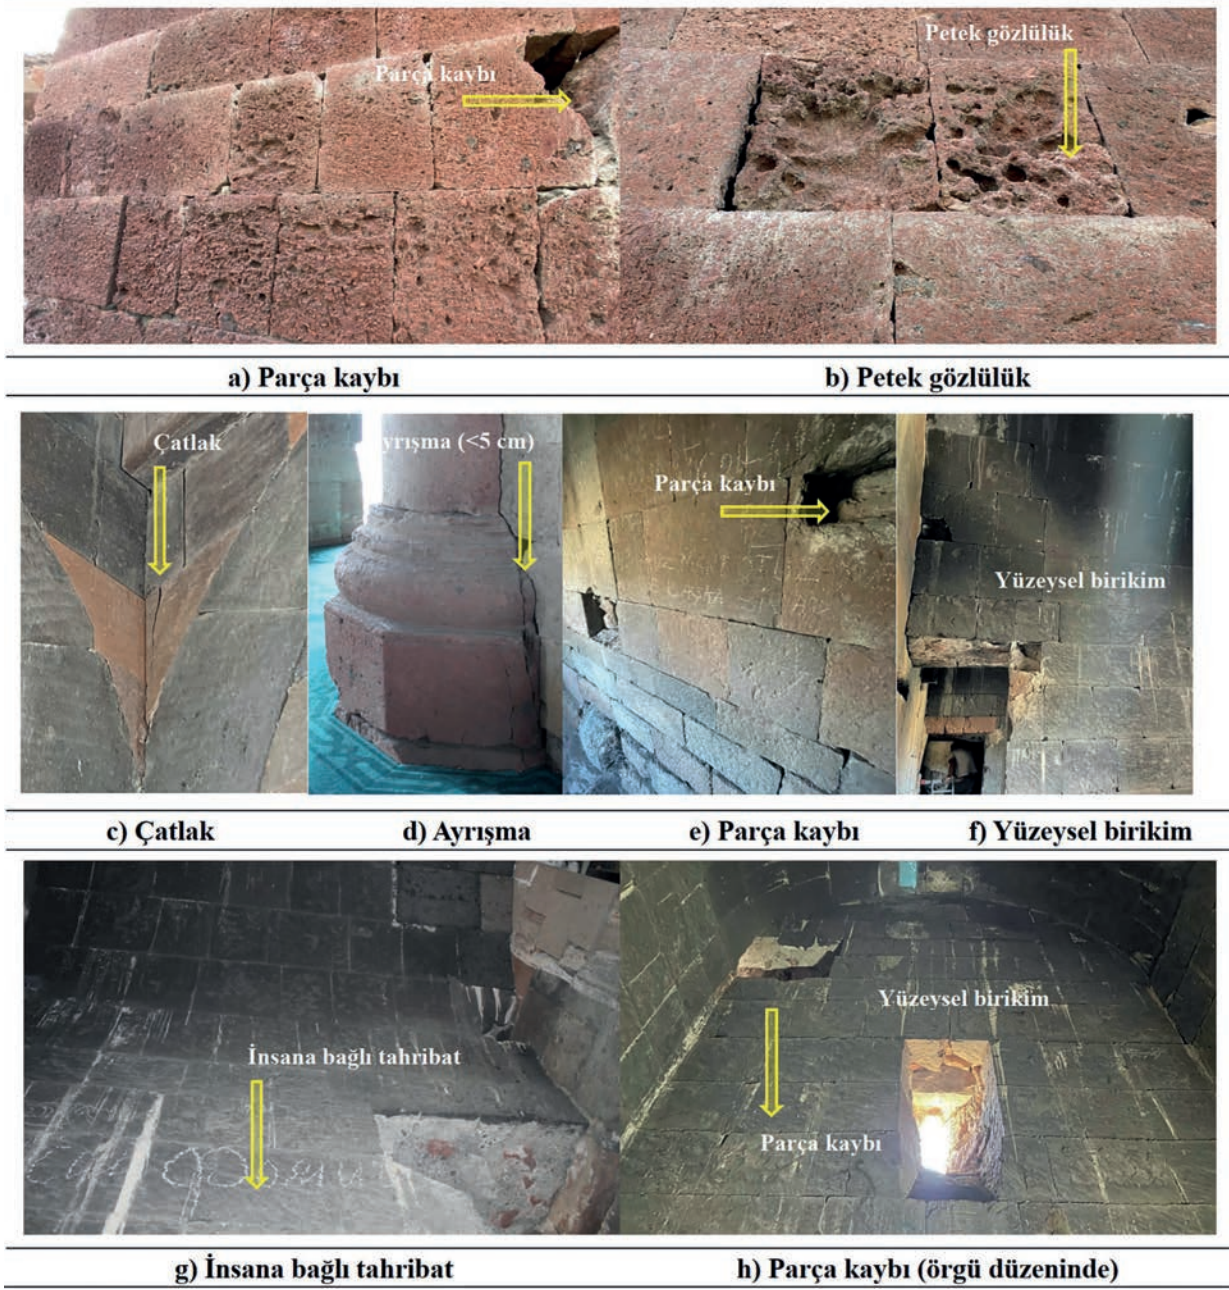 Parça kaybı
Petek gözlülük
a) Parça kaybı
b) Petek gözlülük
Çatlak
yrışma (<5 cm)
Parça kaybı
Yüzeysel birikim
c) Çatlak
d) Ayrışma
e) Parça kaybı
f) Yüzeysel birikim
İnsana bağlı tahribat
Yüzeysel birikim
Parça kaybı
g) İnsana bağlı tahribat
h) Parça kaybı (örgü düzeninde)